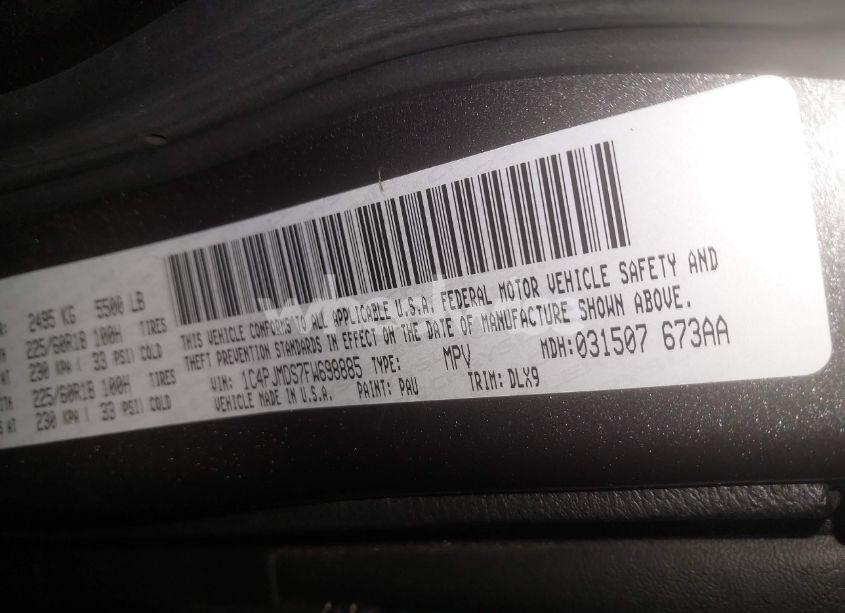 THIS VEHICLE CONFORMS TO ALL APPLICABLE U.S.A. FEDERAL MOTOR VEHICLE SAFETY AND
THEFT PREVENTION STANDARDS IN EFFECT ON THE DATE OF MANUFACTURE SHOWN ABOVE.
VIN: 1C4PJMDS7FW698885 TYPE: MPV MDH: 031507 673AA
VEHICLE MADE IN U.S.A. PAINT: PAU TRIM: DLX9
2495 KG 5500 LB
225/60R18 100H TIRES
230 KPA ( 33 PSI) COLD
225/60R18 100H TIRES
AT 230 KPA ( 33 PSI) COLD